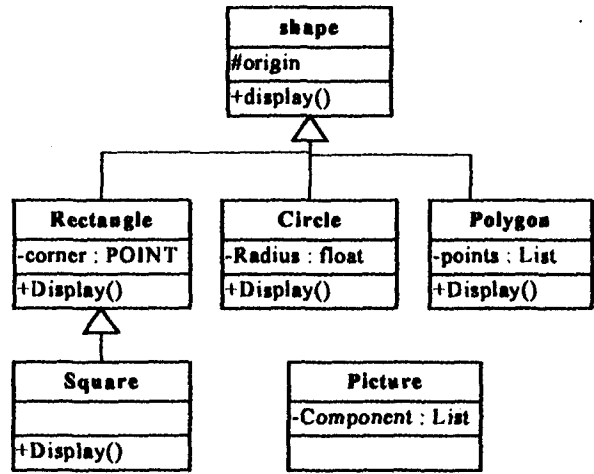 shape
#origin
+display()
Rectangle
-corner : POINT
+Display()
Circle
-Radius : float
+Display()
Polygon
-points : List
+Display()
Square
+Display()
Picture
-Component : List